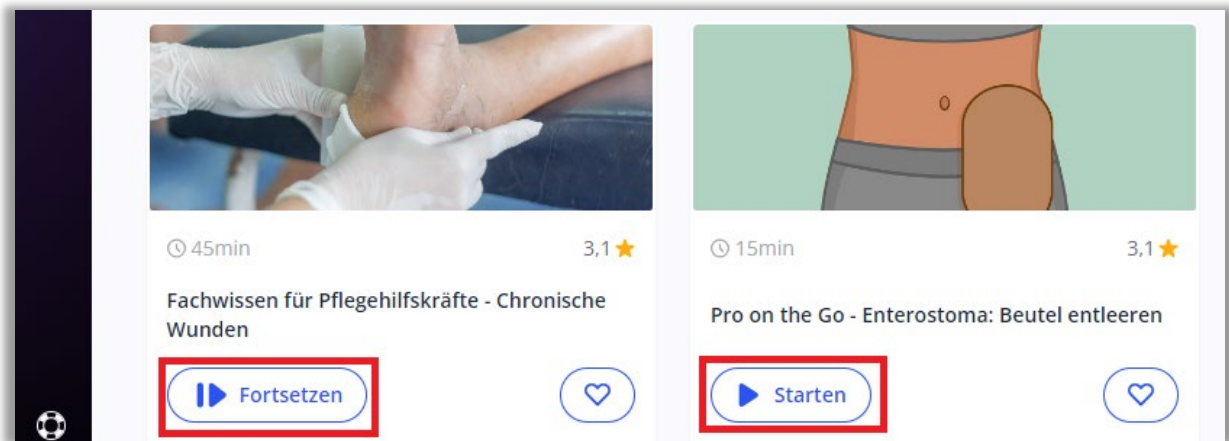 45min
3,1
15min
3,1
Fachwissen für Pflegehilfskräfte - Chronische
Wunden
Pro on the Go - Enterostoma: Beutel entleeren
Fortsetzen
Starten